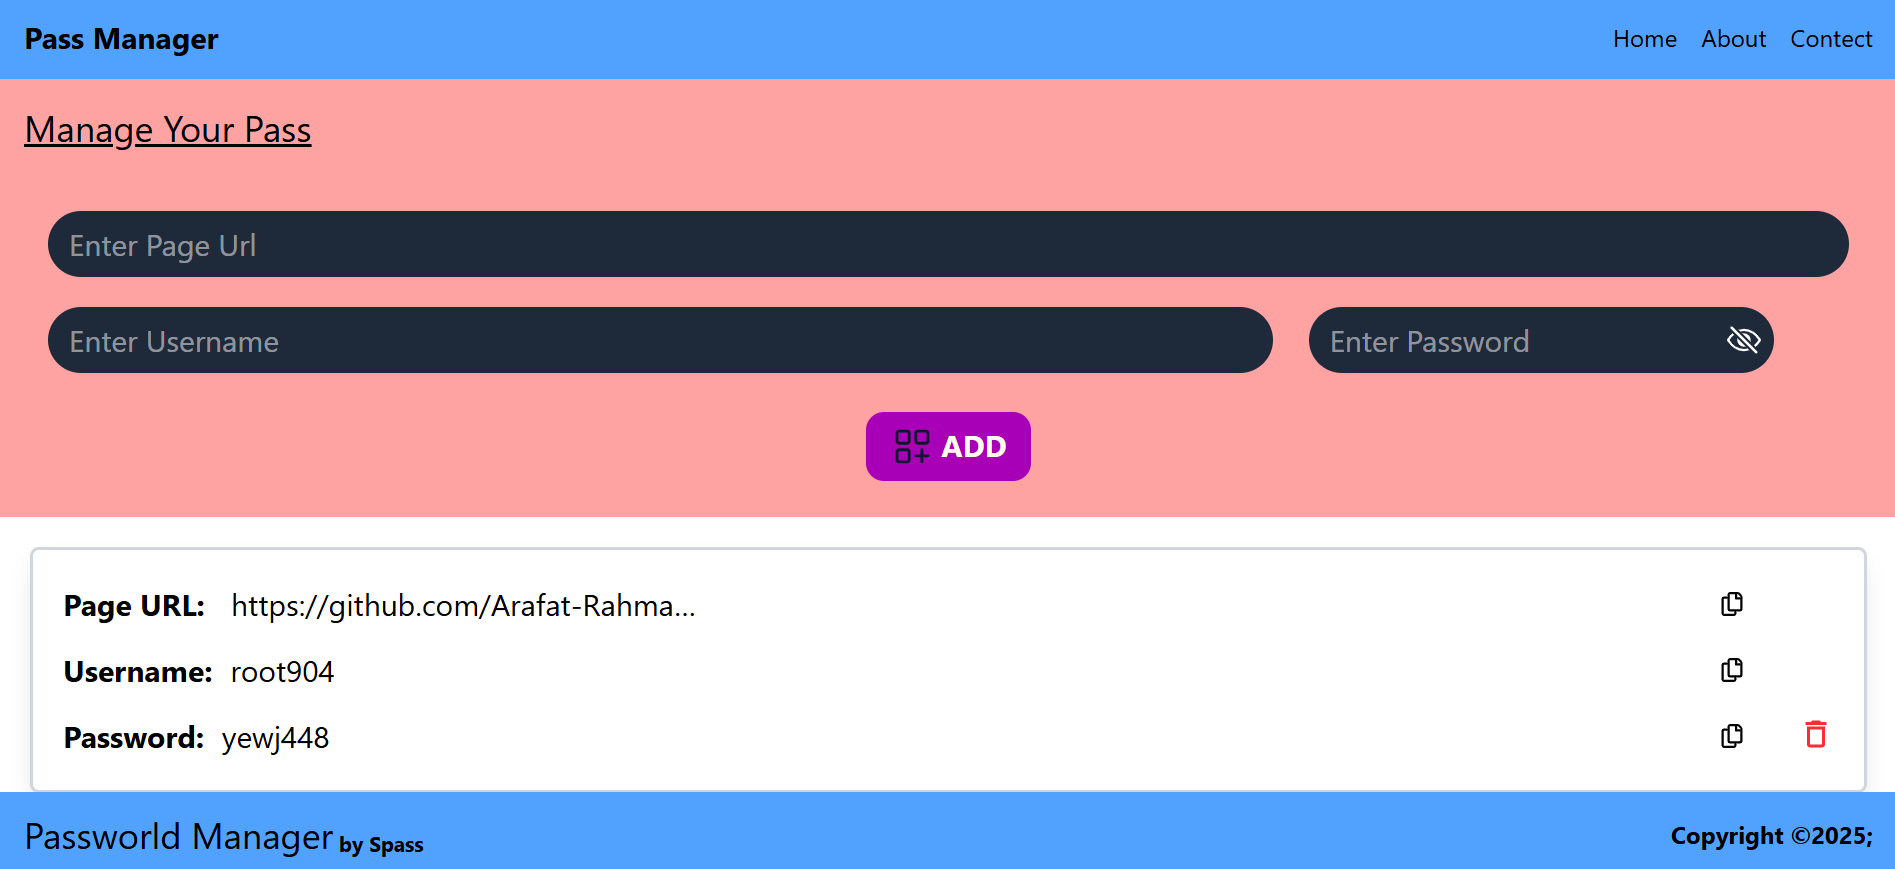 Pass Manager Home About Contect
Manage Your Pass
Enter Page Url
Enter Username Enter Password
ADD
Page URL: https://github.com/Arafat-Rahma...
Username: root904
Password: yewj448
Passworld Manager by Spass Copyright ©2025;